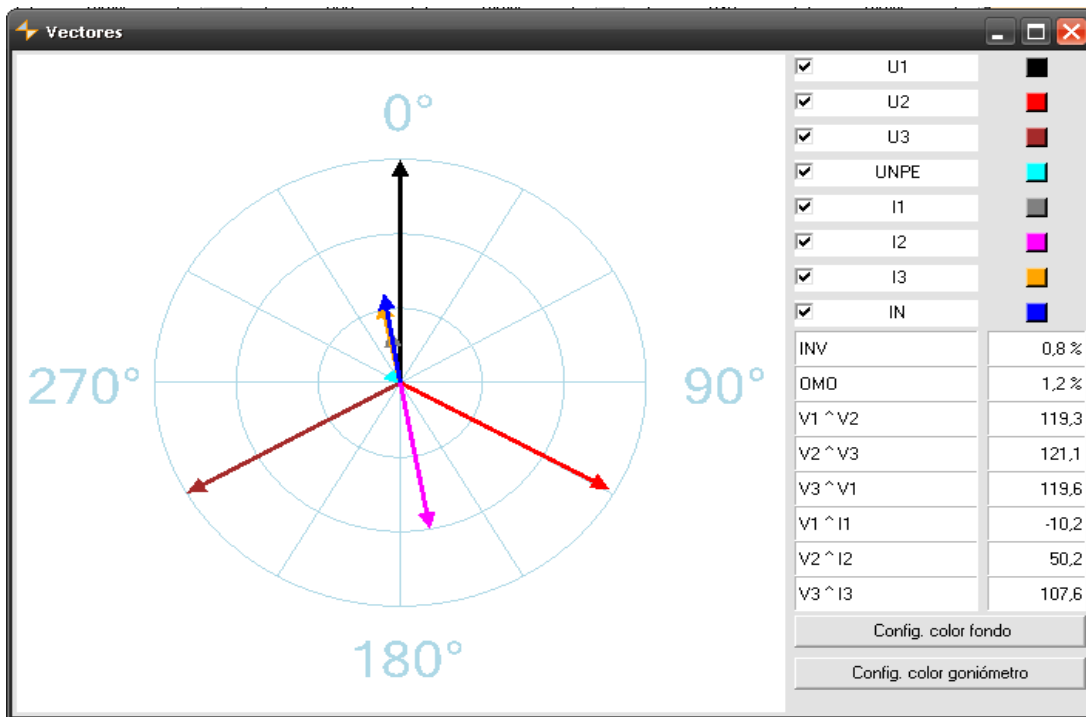 Vectores
0°
90°
180°
270°
U1
U2
U3
UNPE
I1
I2
I3
IN
INV 0,8 %
OMO 1,2 %
V1 ^ V2 119,3
V2 ^ V3 121,1
V3 ^ V1 119,6
V1 ^ I1 -10,2
V2 ^ I2 50,2
V3 ^ I3 107,6
Config. color fondo
Config. color goniómetro